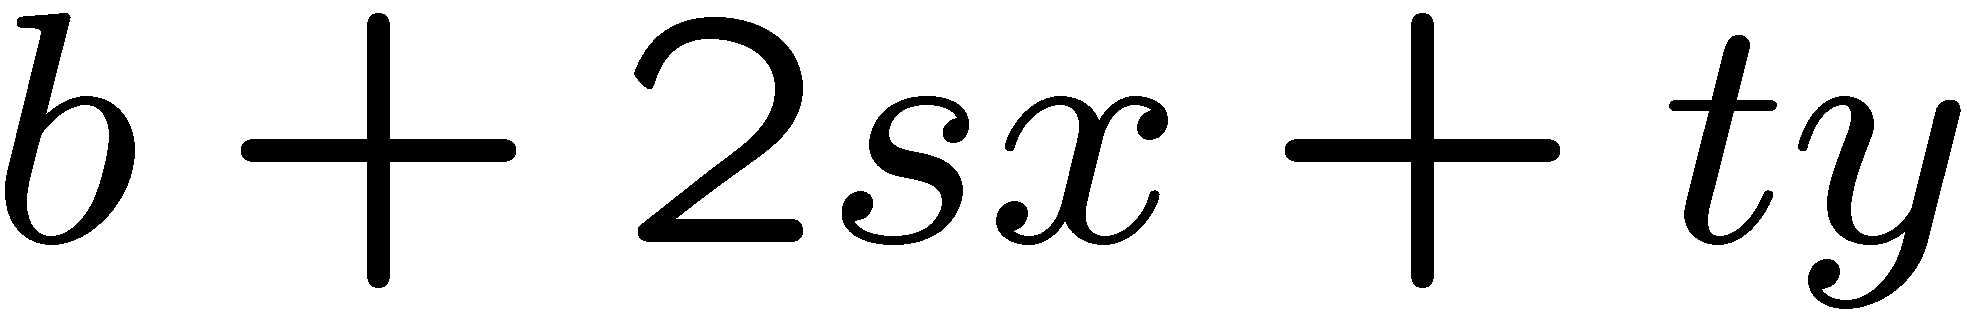 b + 2sx + ty